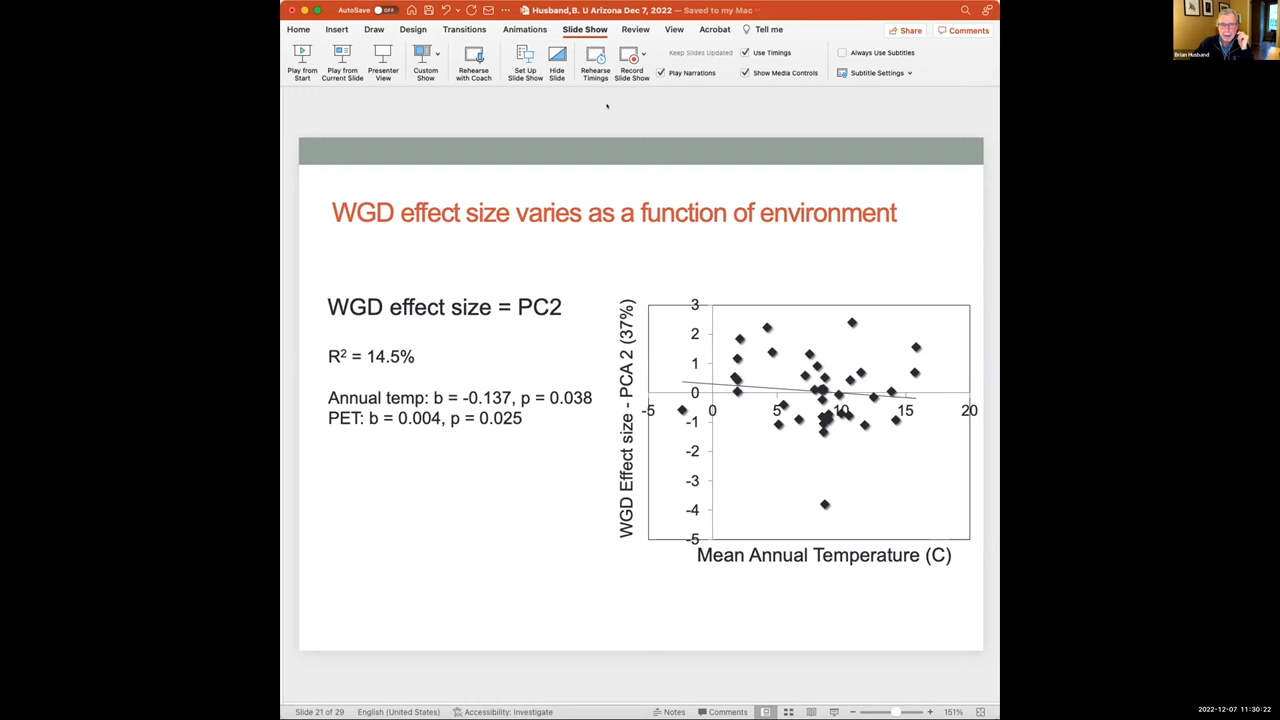 AutoSave OFF Husband,B. U Arizona Dec 7, 2022 — Saved to my Mac
Home Insert Draw Design Transitions Animations Slide Show Review View Acrobat Tell me Share Comments
Play from Start
Play from Current Slide
Presenter View
Custom Show
Rehearse with Coach
Set Up Slide Show
Hide Slide
Rehearse Timings
Record Slide Show
Keep Slides Updated
Use Timings
Play Narrations
Show Media Controls
Always Use Subtitles
Subtitle Settings
Brian Husband
WGD effect size varies as a function of environment
WGD effect size = PC2
R² = 14.5%
Annual temp: b = -0.137, p = 0.038
PET: b = 0.004, p = 0.025
WGD Effect size - PCA 2 (37%)
3
2
1
0
-1
-2
-3
-4
-5
-5 0 5 10 15 20
Mean Annual Temperature (C)
Slide 21 of 29 English (United States) Accessibility: Investigate Notes Comments 151%
2022-12-07 11:30:22